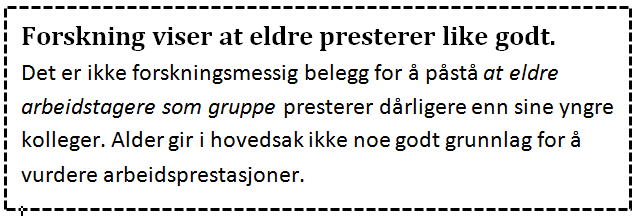 Forskning viser at eldre presterer like godt.
Det er ikke forskningsmessig belegg for å påstå at eldre
arbeidstagere som gruppe presterer dårligere enn sine yngre
kolleger. Alder gir i hovedsak ikke noe godt grunnlag for å
vurdere arbeidsprestasjoner.